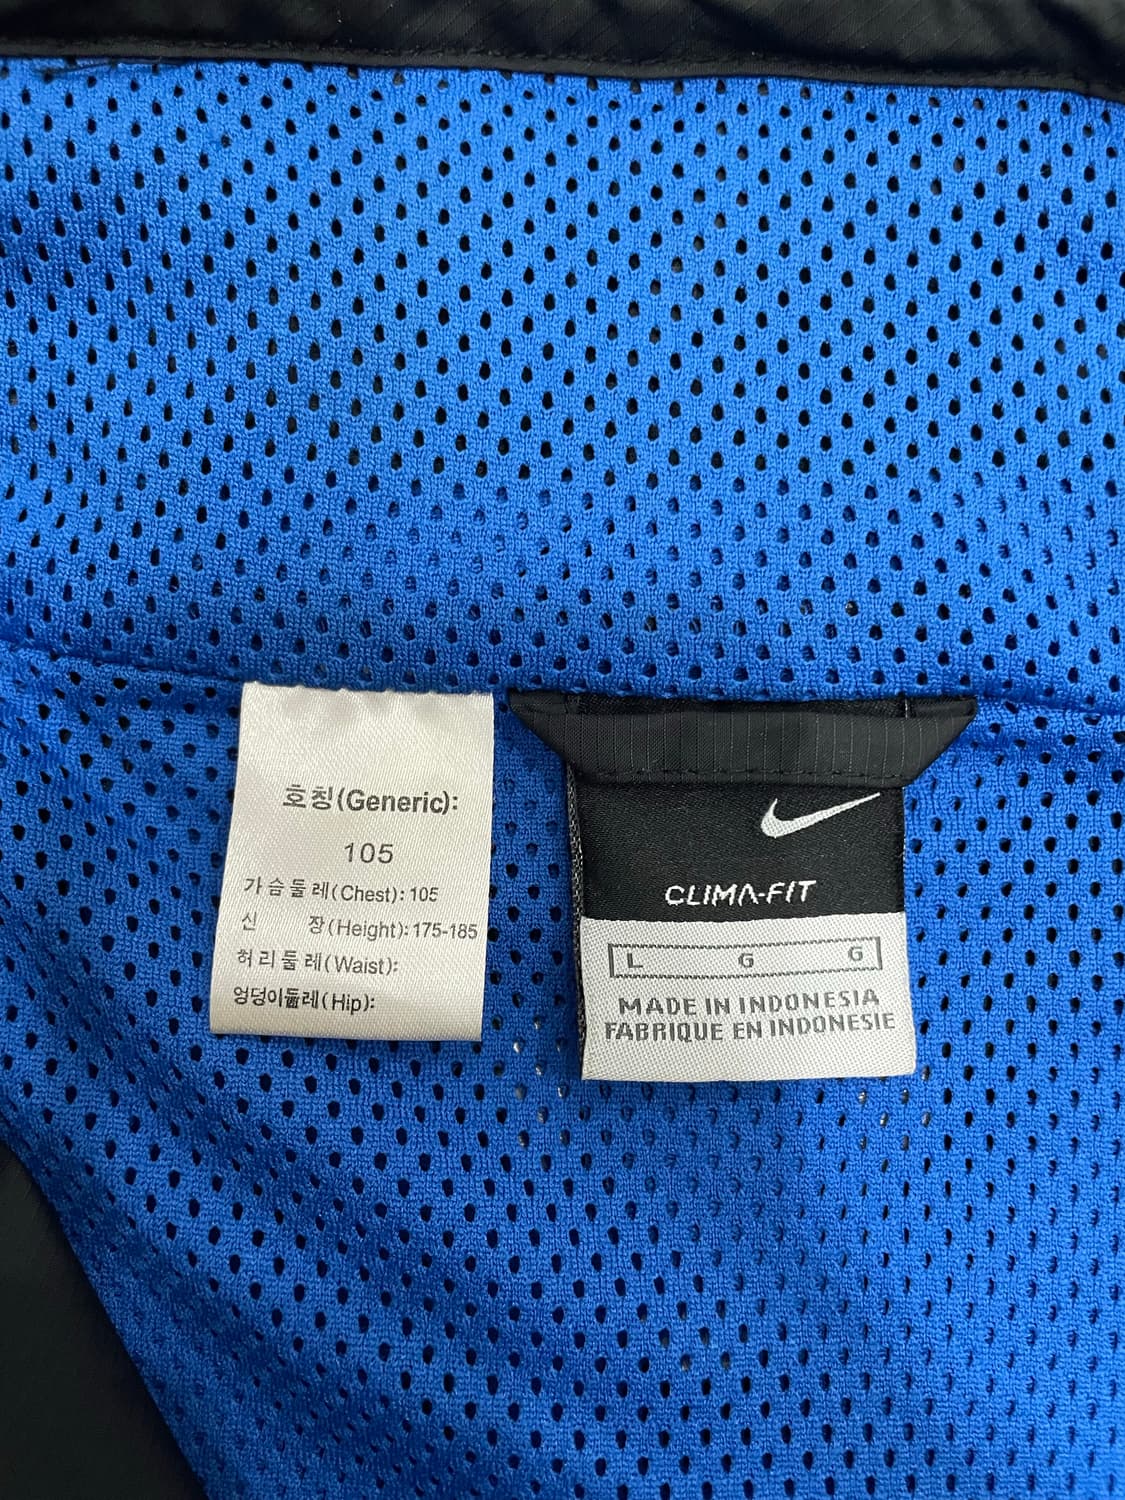 호칭(Generic):
105
가슴둘레(Chest): 105
신 장(Height): 175-185
허리둘레(Waist):
엉덩이둘레(Hip):
CLIMA-FIT
L G G
MADE IN INDONESIA
FABRIQUE EN INDONESIE